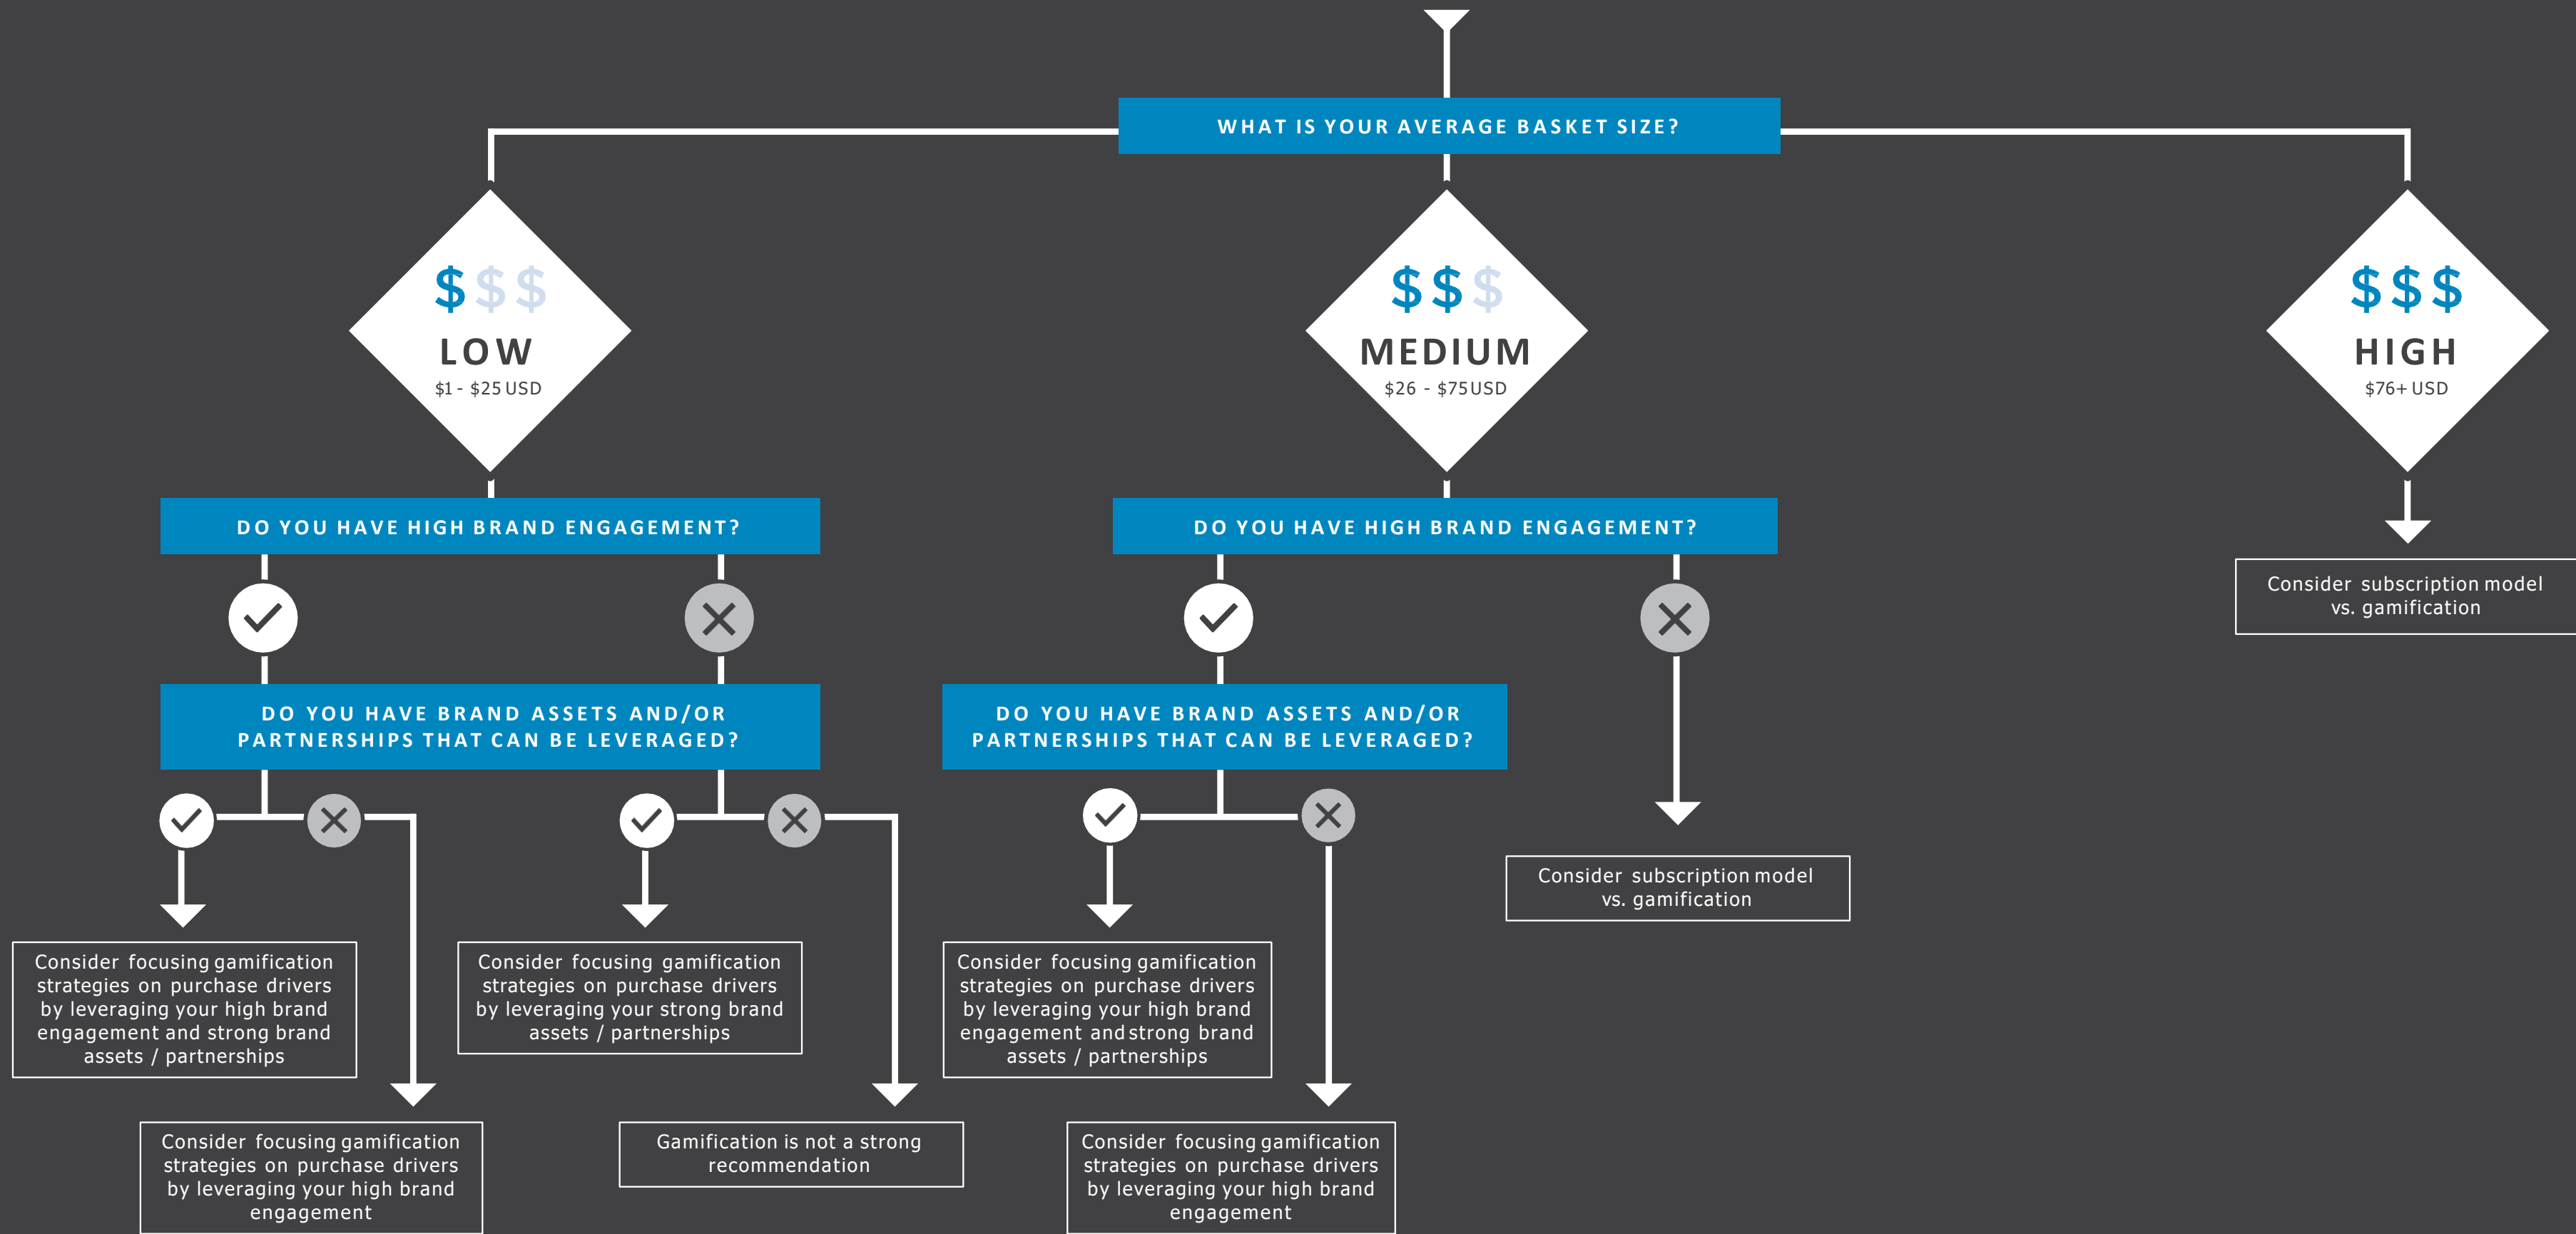 WHAT IS YOUR AVERAGE BASKET SIZE?
$$$
LOW
$1 - $25 USD
$$$
MEDIUM
$26 - $75 USD
$$$
HIGH
$76+ USD
DO YOU HAVE HIGH BRAND ENGAGEMENT?
DO YOU HAVE HIGH BRAND ENGAGEMENT?
Consider subscription model
vs. gamification
DO YOU HAVE BRAND ASSETS AND/OR
PARTNERSHIPS THAT CAN BE LEVERAGED?
DO YOU HAVE BRAND ASSETS AND/OR
PARTNERSHIPS THAT CAN BE LEVERAGED?
Consider subscription model
vs. gamification
Consider focusing gamification
strategies on purchase drivers
by leveraging your high brand
engagement and strong brand
assets / partnerships
Consider focusing gamification
strategies on purchase drivers
by leveraging your strong brand
assets / partnerships
Consider focusing gamification
strategies on purchase drivers
by leveraging your high brand
engagement and strong brand
assets / partnerships
Consider focusing gamification
strategies on purchase drivers
by leveraging your high brand
engagement
Gamification is not a strong
recommendation
Consider focusing gamification
strategies on purchase drivers
by leveraging your high brand
engagement